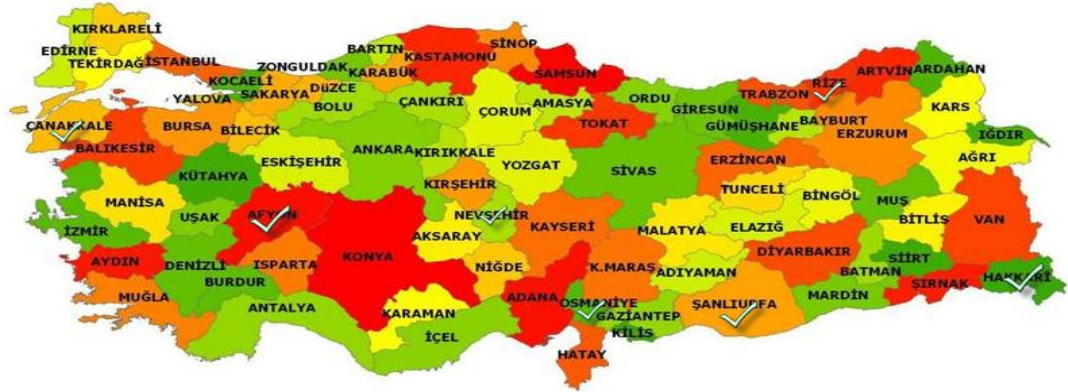 KIRKLARELİ
EDİRNE
TEKİRDAĞ
İSTANBUL
KOCAELİ
YALOVA
SAKARYA
DÜZCE
ZONGULDAK
BARTIN
KARABÜK
KASTAMONU
SİNOP
SAMSUN
BOLU
ÇANKIRI
ÇORUM
AMASYA
ORDU
GİRESUN
TRABZON
RİZE
ARTVİN
ARDAHAN
ÇANAKKALE
BALIKESİR
BURSA
BİLECİK
ESKİŞEHİR
ANKARA
KIRIKKALE
YOZGAT
TOKAT
SİVAS
GÜMÜŞHANE
BAYBURT
ERZİNCAN
ERZURUM
KARS
IĞDIR
AĞRI
KÜTAHYA
MANİSA
UŞAK
AFYON
İZMİR
KIRŞEHİR
NEVŞEHİR
AKSARAY
KAYSERİ
MALATYA
TUNCELİ
ELAZIĞ
BİNGÖL
MUŞ
BİTLİS
VAN
AYDIN
DENİZLİ
ISPARTA
BURDUR
KONYA
NİĞDE
K.MARAŞ
ADIYAMAN
DİYARBAKIR
BATMAN
SİİRT
ŞIRNAK
HAKKARİ
MUĞLA
ANTALYA
KARAMAN
İÇEL
ADANA
OSMANİYE
GAZİANTEP
KİLİS
HATAY
ŞANLIURFA
MARDİN